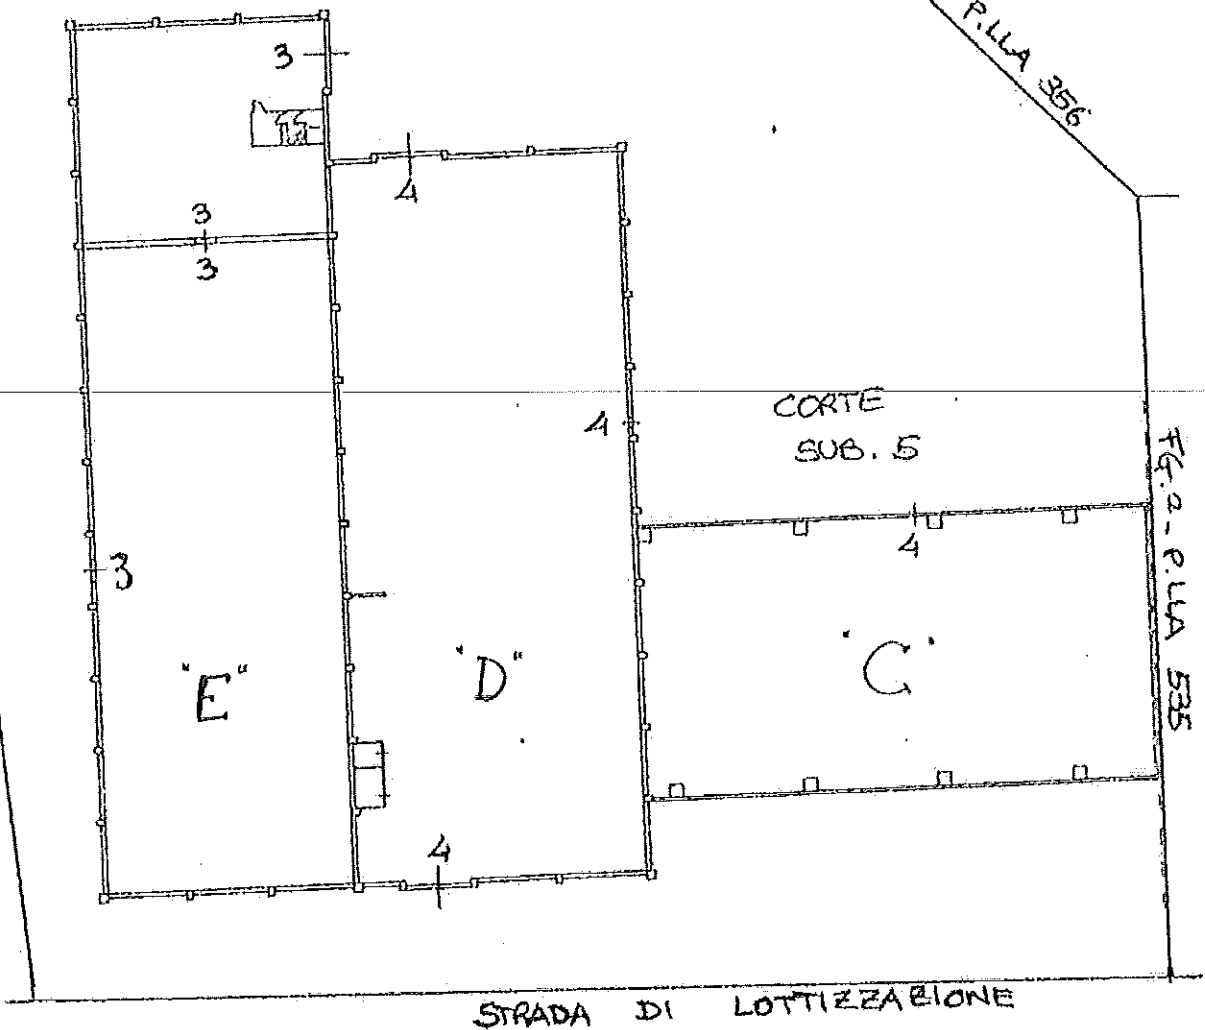 P.LLA 356
3
4
3
3
4
CORTE
SUB. 5
4
FG.2-P.LLA 535
3
"E"
"D"
"C"
4
STRADA DI LOTTIZZAZIONE